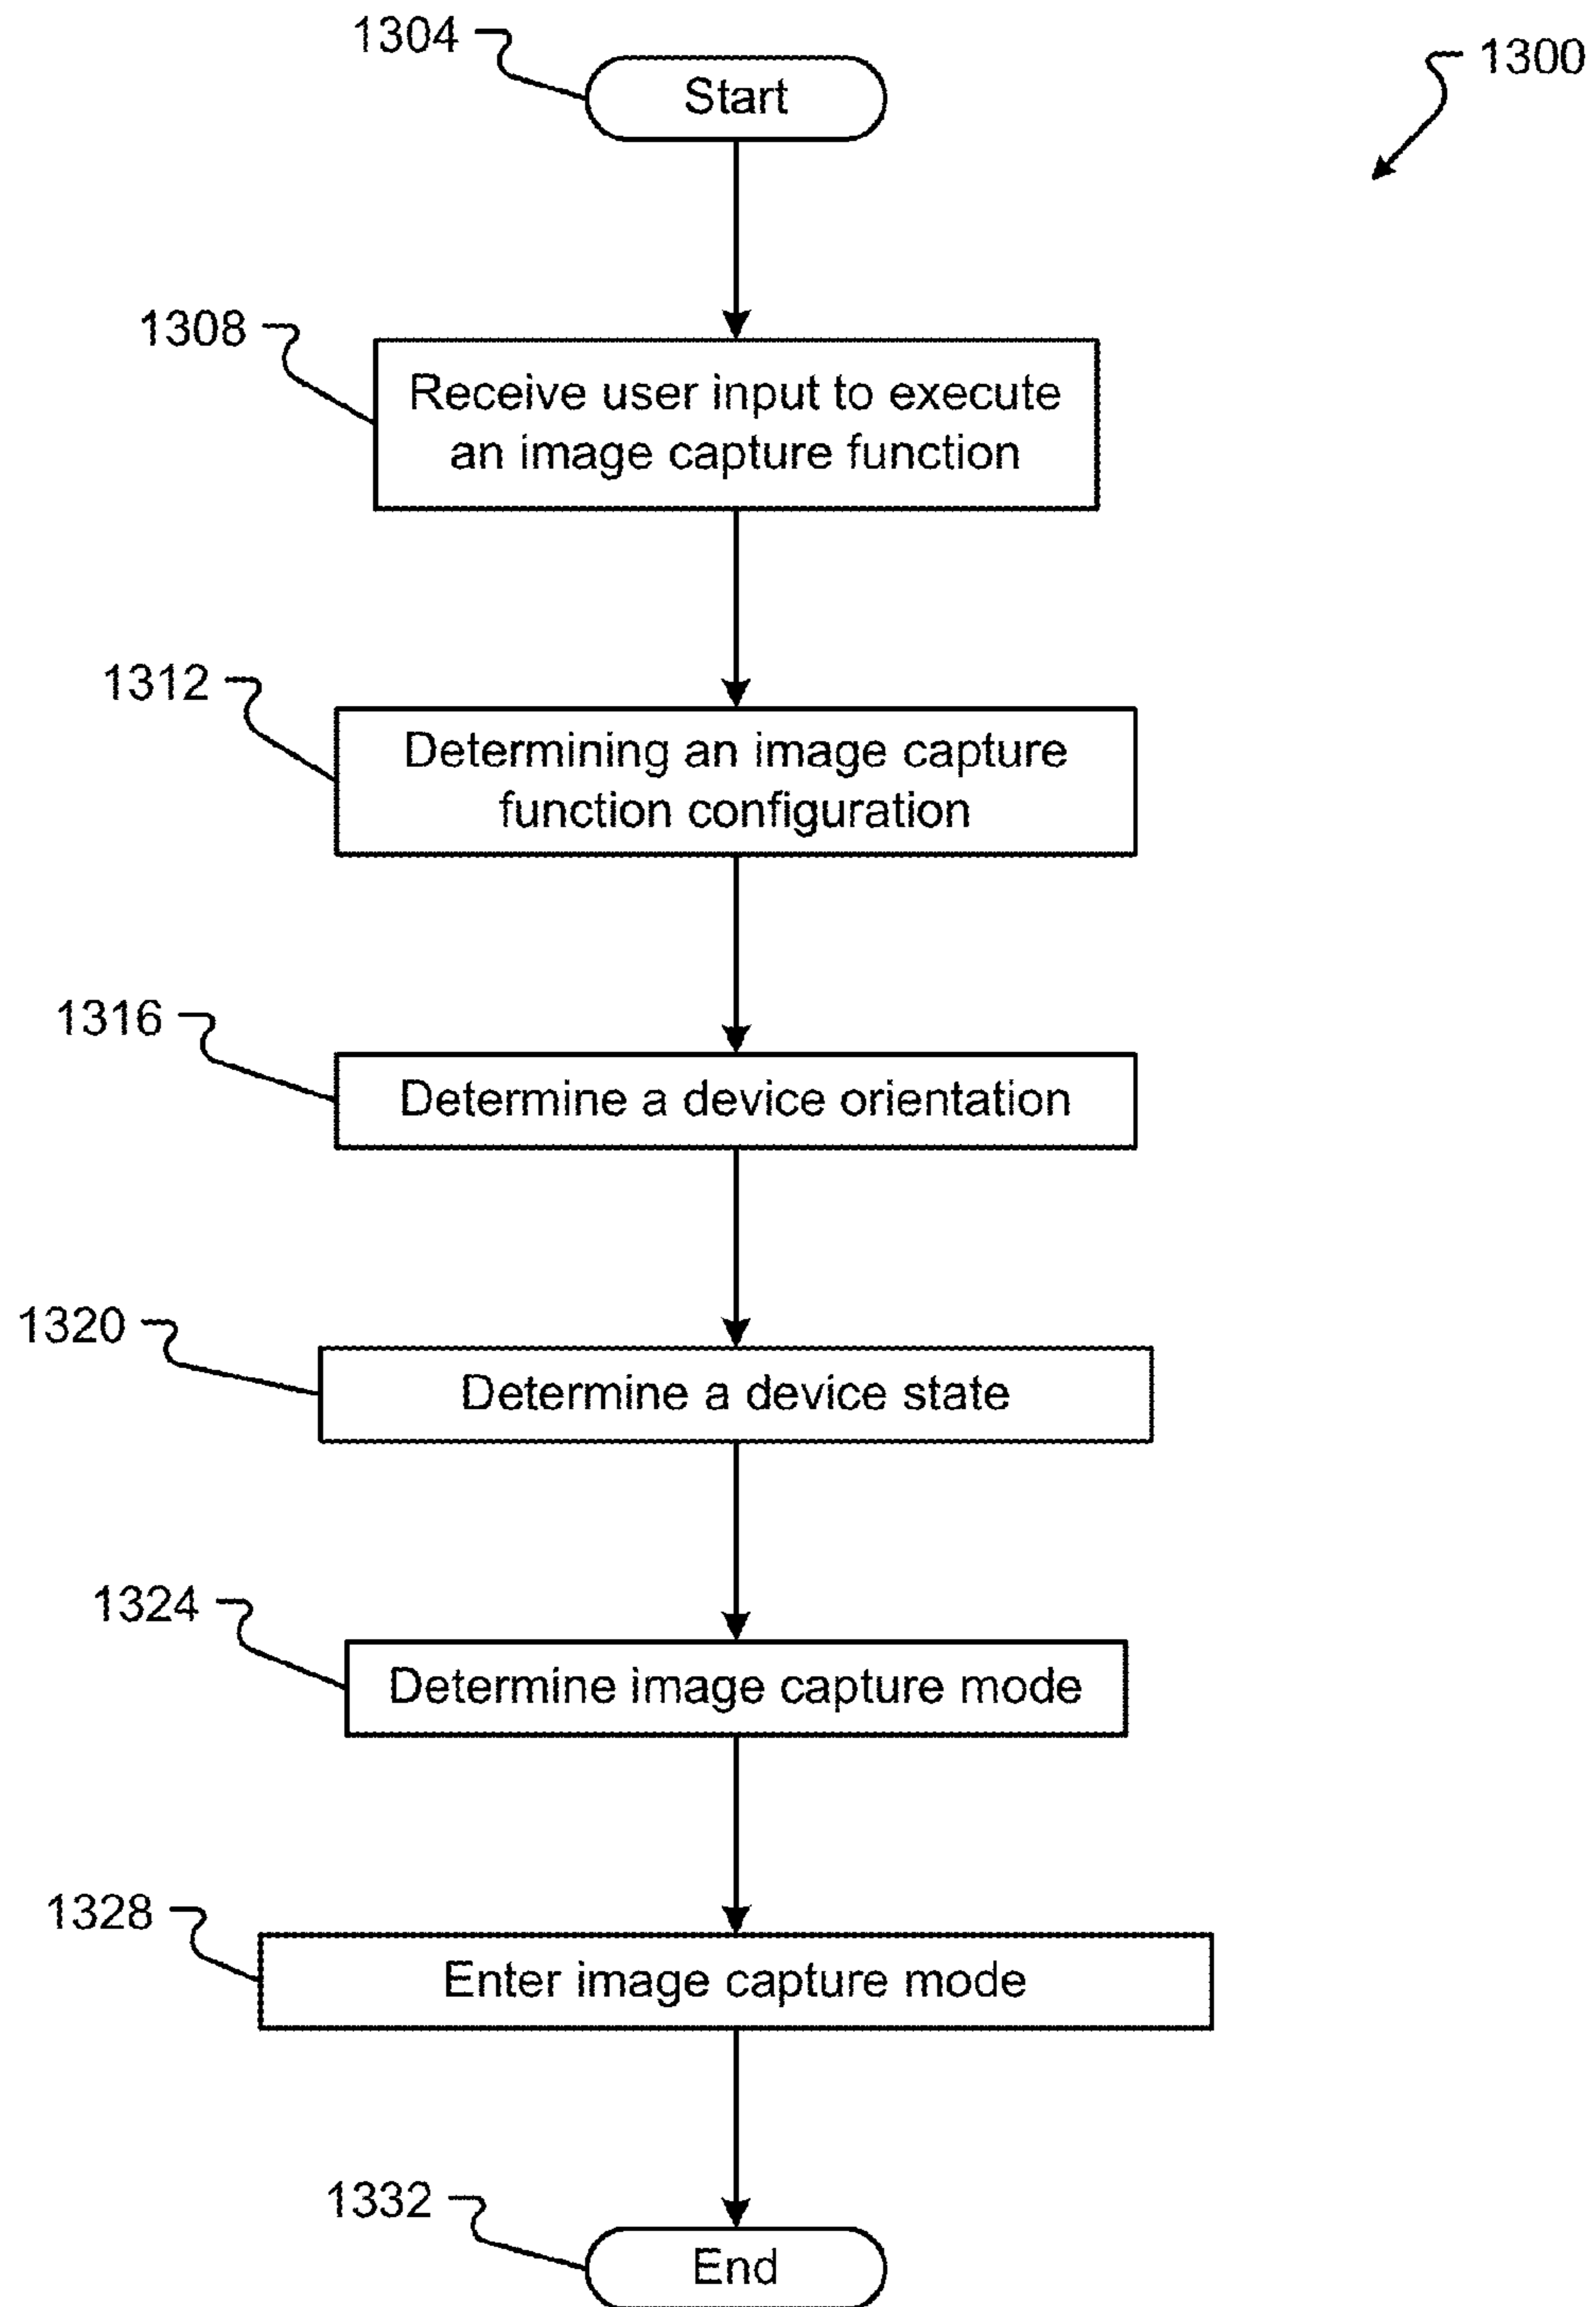 1304
Start
1300
1308
Receive user input to execute
an image capture function
1312
Determining an image capture
function configuration
1316
Determine a device orientation
1320
Determine a device state
1324
Determine image capture mode
1328
Enter image capture mode
1332
End